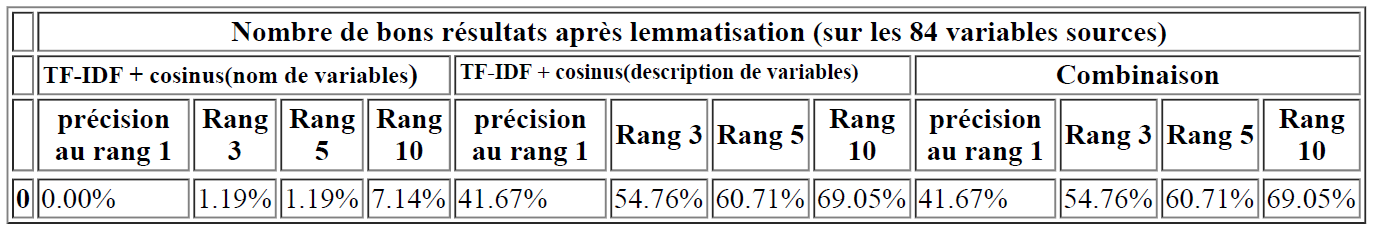 Nombre de bons résultats après lemmatisation (sur les 84 variables sources)
TF-IDF + cosinus(nom de variables) TF-IDF + cosinus(description de variables) Combinaison
précision au rang 1 Rang 3 Rang 5 Rang 10 précision au rang 1 Rang 3 Rang 5 Rang 10 précision au rang 1 Rang 3 Rang 5 Rang 10
0 0.00% 1.19% 1.19% 7.14% 41.67% 54.76% 60.71% 69.05% 41.67% 54.76% 60.71% 69.05%